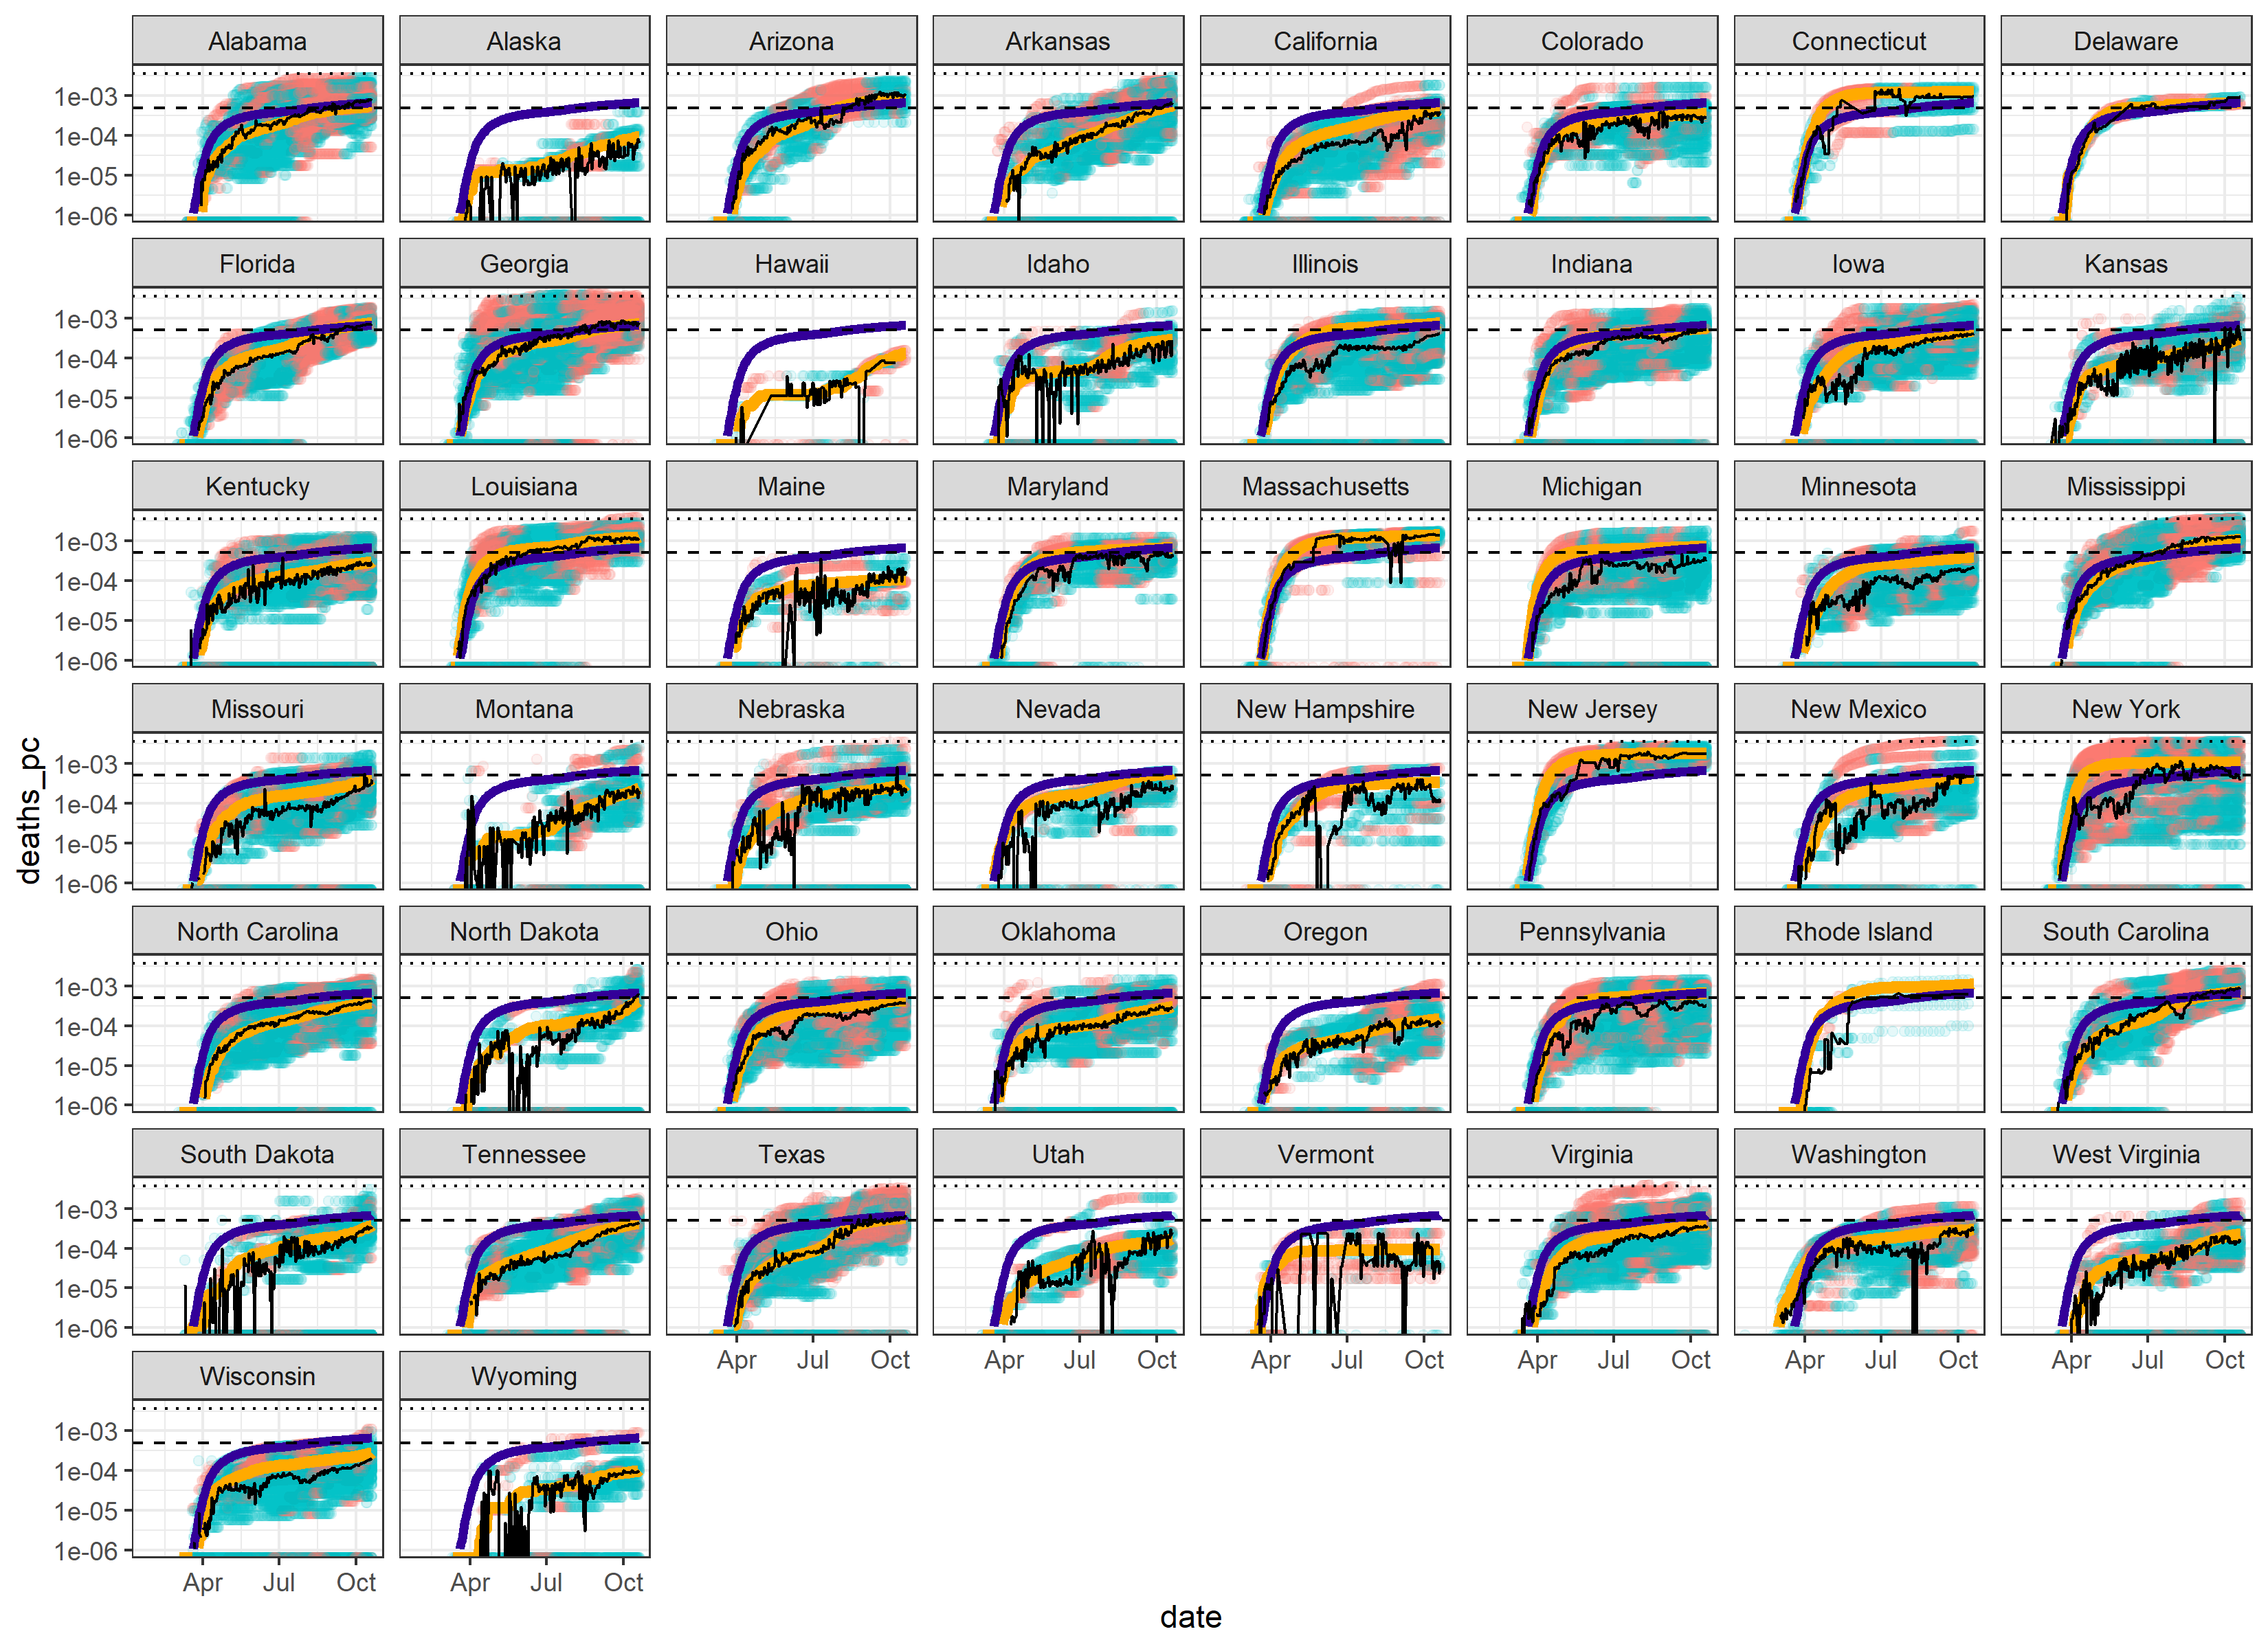 Alabama Alaska Arizona Arkansas California Colorado Connecticut Delaware
1e-03
1e-04
1e-05
1e-06
Florida Georgia Hawaii Idaho Illinois Indiana Iowa Kansas
1e-03
1e-04
1e-05
1e-06
Kentucky Louisiana Maine Maryland Massachusetts Michigan Minnesota Mississippi
1e-03
1e-04
1e-05
1e-06
Missouri Montana Nebraska Nevada New Hampshire New Jersey New Mexico New York
1e-03
1e-04
1e-05
1e-06
deaths_pc
North Carolina North Dakota Ohio Oklahoma Oregon Pennsylvania Rhode Island South Carolina
1e-03
1e-04
1e-05
1e-06
South Dakota Tennessee Texas Utah Vermont Virginia Washington West Virginia
1e-03
1e-04
1e-05
1e-06
Apr Jul Oct Apr Jul Oct Apr Jul Oct Apr Jul Oct Apr Jul Oct Apr Jul Oct
Wisconsin Wyoming
1e-03
1e-04
1e-05
1e-06
Apr Jul Oct Apr Jul Oct
date